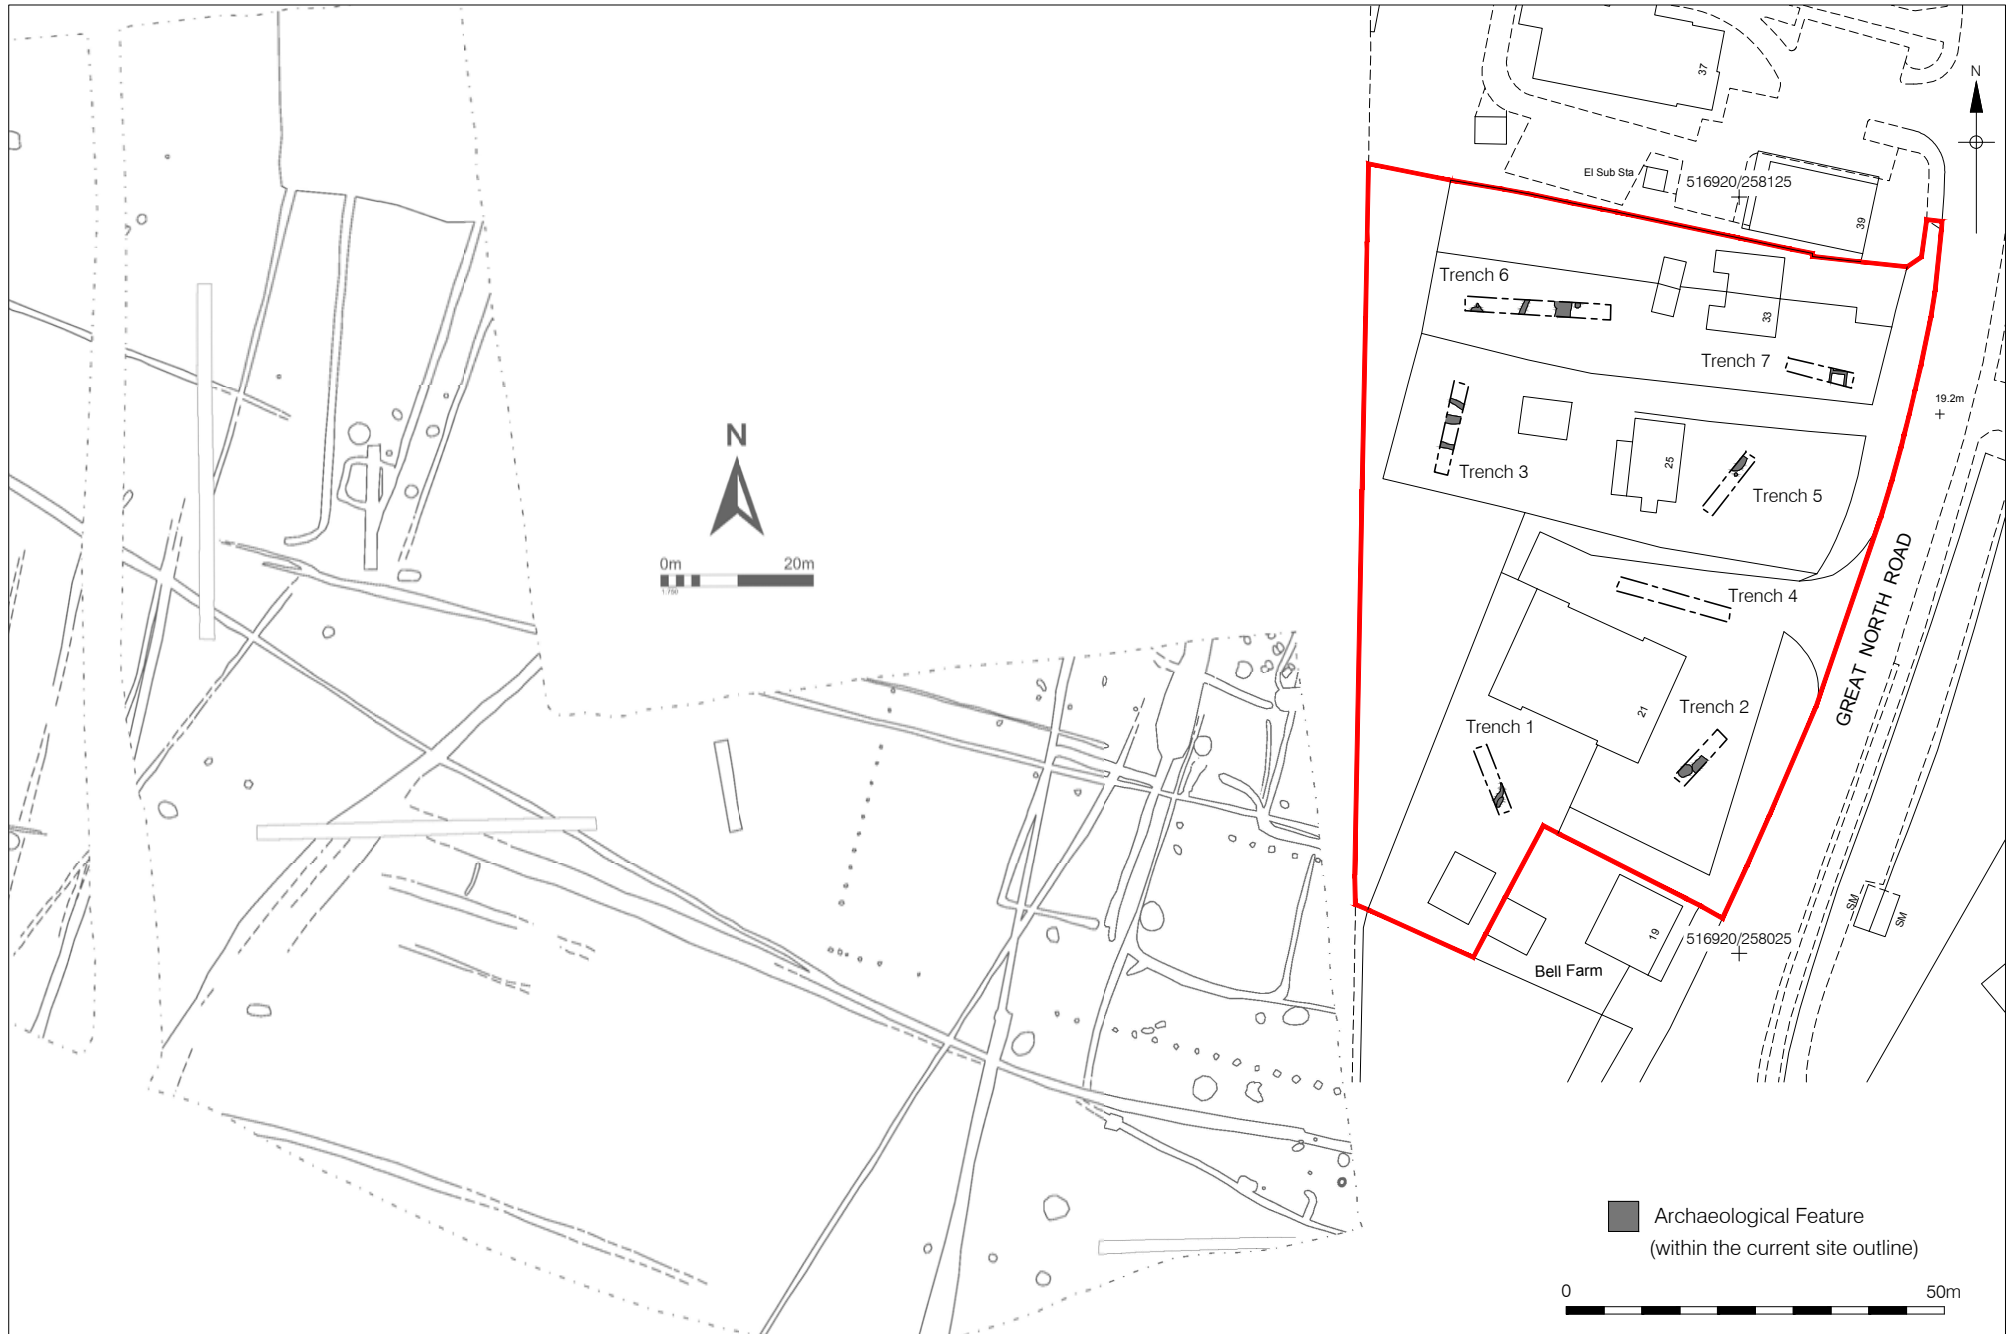 37
N
El Sub Sta
516920/258125
39
Trench 6
33
Trench 7
19.2m
25
Trench 3
Trench 5
N
0m 20m
1:750
Trench 4
GREAT NORTH ROAD
21
Trench 2
Trench 1
SM
SM
19
516920/258025
Bell Farm
Archaeological Feature
(within the current site outline)
0 50m